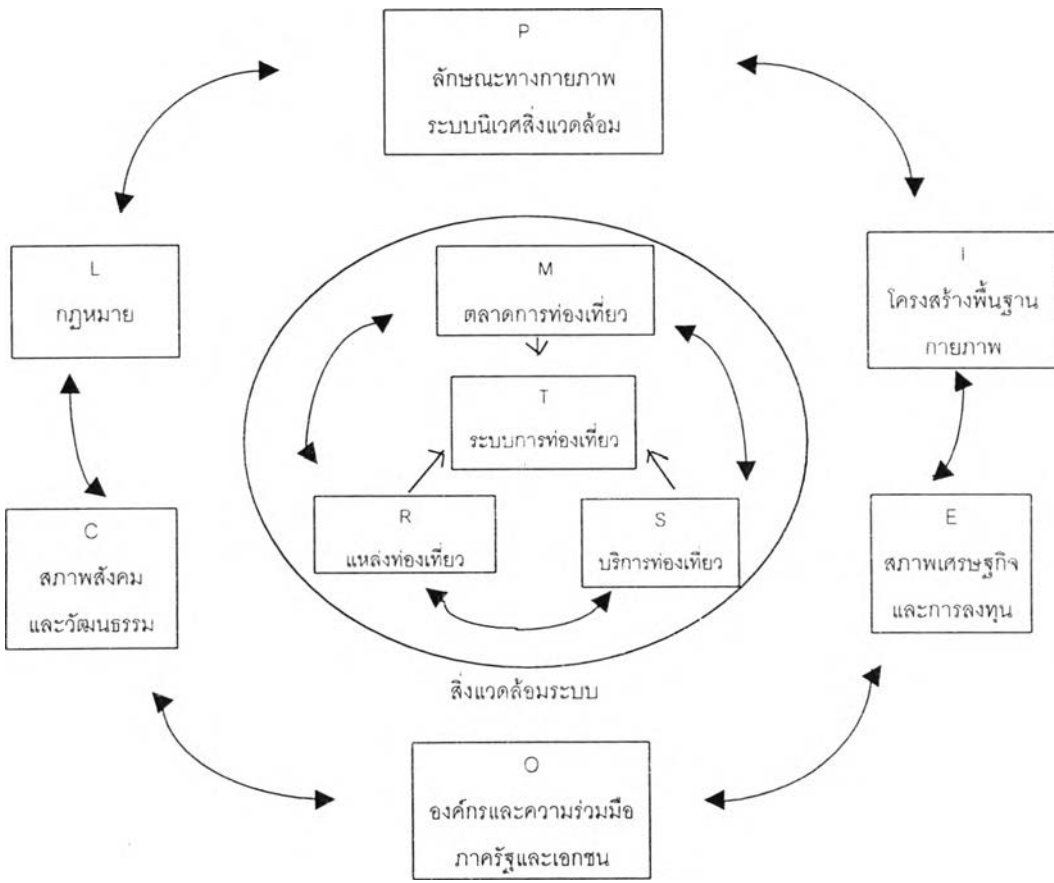 P
ลักษณะทางกายภาพ
ระบบนิเวศสิ่งแวดล้อม
L
กฎหมาย
M
ตลาดการท่องเที่ยว
I
โครงสร้างพื้นฐาน
กายภาพ
T
ระบบการท่องเที่ยว
R
แหล่งท่องเที่ยว
S
บริการท่องเที่ยว
C
สภาพสังคม
และวัฒนธรรม
E
สภาพเศรษฐกิจ
และการลงทุน
สิ่งแวดล้อมระบบ
O
องค์กรและความร่วมมือ
ภาครัฐและเอกชน